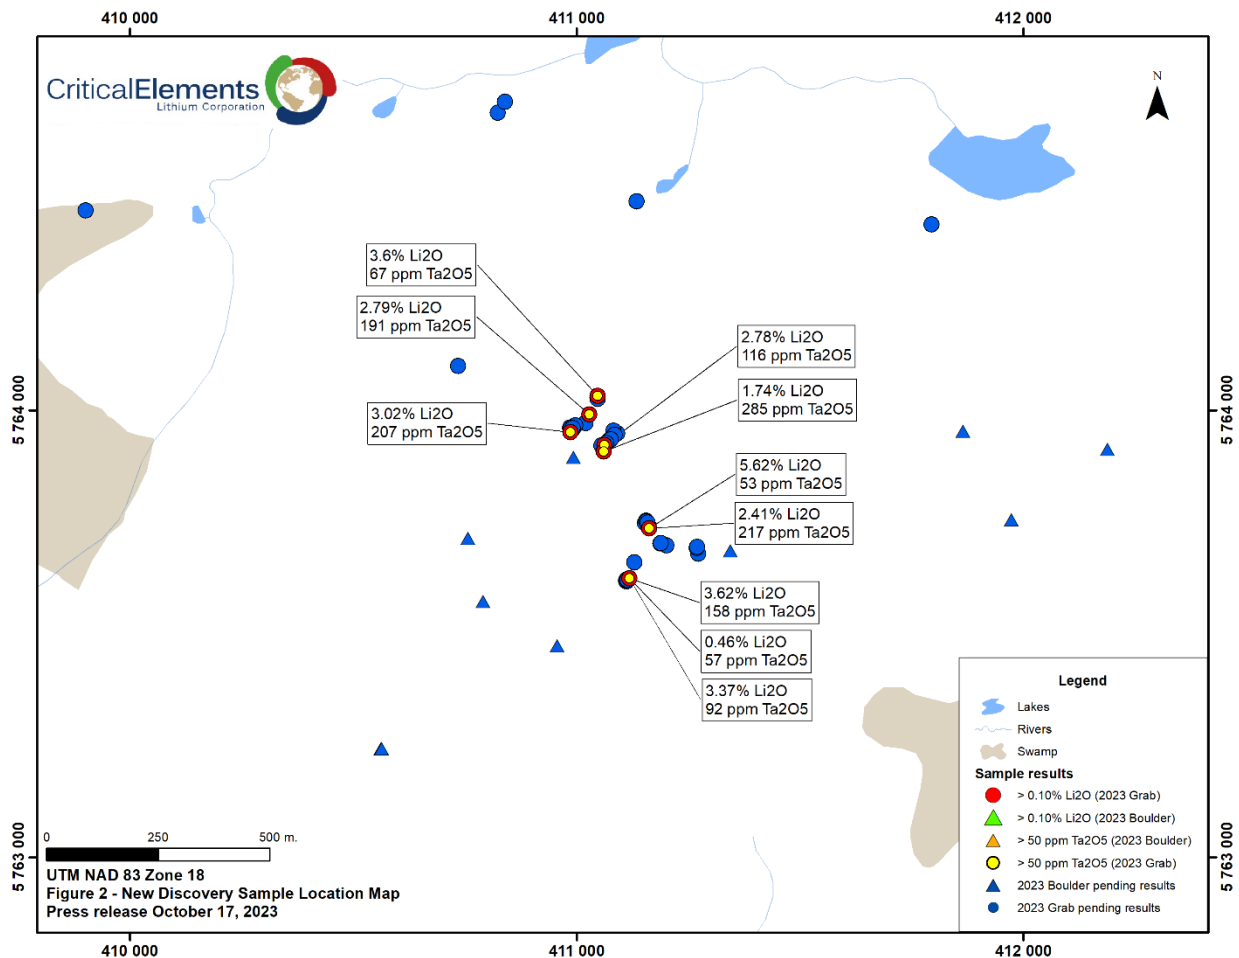 410 000
411 000
412 000
CriticalElements
Lithium Corporation
N
3.6% Li2O
67 ppm Ta2O5
2.79% Li2O
191 ppm Ta2O5
2.78% Li2O
116 ppm Ta2O5
1.74% Li2O
285 ppm Ta2O5
3.02% Li2O
207 ppm Ta2O5
5 764 000
5 764 000
5.62% Li2O
53 ppm Ta2O5
2.41% Li2O
217 ppm Ta2O5
3.62% Li2O
158 ppm Ta2O5
0.46% Li2O
57 ppm Ta2O5
3.37% Li2O
92 ppm Ta2O5
Legend
Lakes
Rivers
Swamp
Sample results
> 0.10% Li2O (2023 Grab)
> 0.10% Li2O (2023 Boulder)
> 50 ppm Ta2O5 (2023 Boulder)
> 50 ppm Ta2O5 (2023 Grab)
2023 Boulder pending results
2023 Grab pending results
5 763 000
5 763 000
0 250 500 m.
UTM NAD 83 Zone 18
Figure 2 - New Discovery Sample Location Map
Press release October 17, 2023
410 000
411 000
412 000